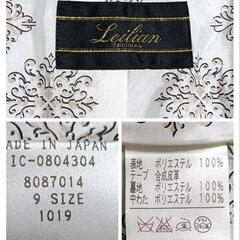 Leilian
ORIGINAL
MADE IN JAPAN
IC-0804304
8087014
9 SIZE
1019
表地 ポリエステル 100%
テープ 合成皮革
裏地 ポリエステル 100%
中わた ポリエステル 100%